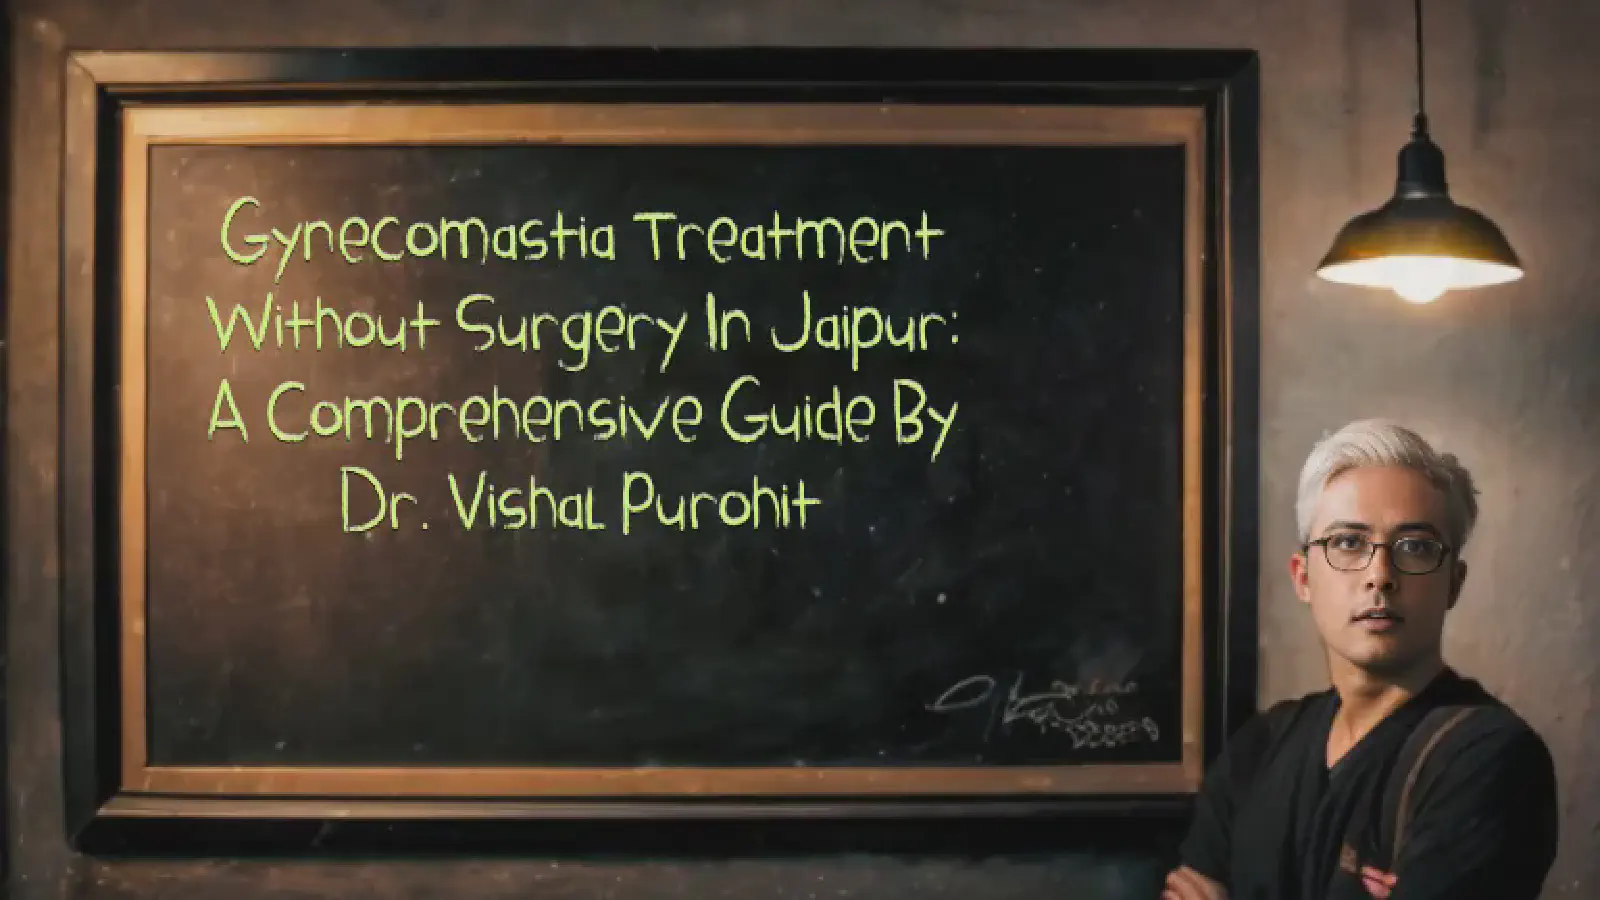 Gynecomastia Treatment
Without Surgery In Jaipur:
A Comprehensive Guide By
Dr. Vishal Purohit